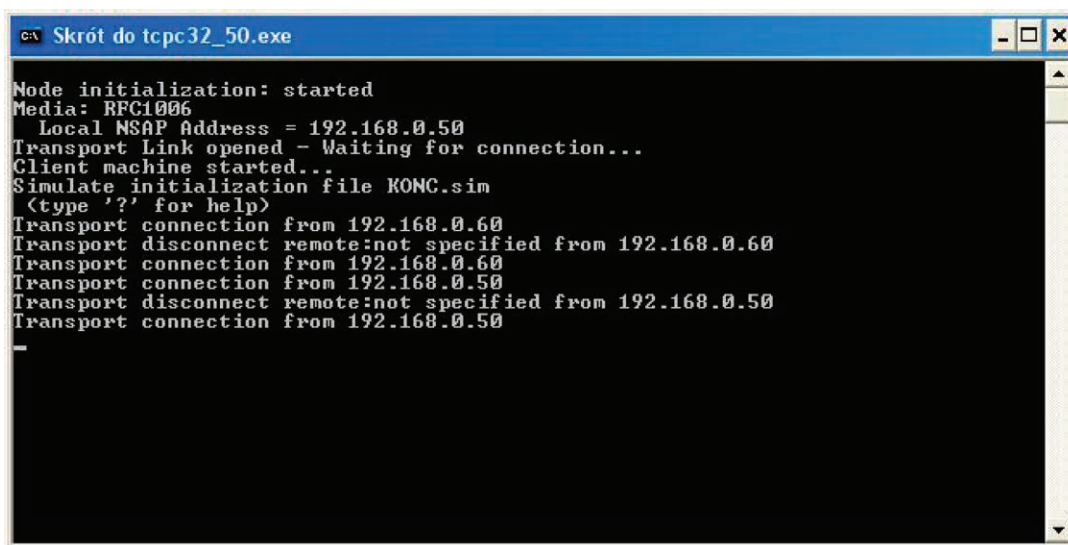 Skrót do tcpc32_50.exe
Node initialization: started
Media: RFC1006
Local NSAP Address = 192.168.0.50
Transport Link opened - Waiting for connection...
Client machine started...
Simulate initialization file KONC.sim
(type '?' for help)
Transport connection from 192.168.0.60
Transport disconnect remote:not specified from 192.168.0.60
Transport connection from 192.168.0.60
Transport connection from 192.168.0.50
Transport disconnect remote:not specified from 192.168.0.50
Transport connection from 192.168.0.50